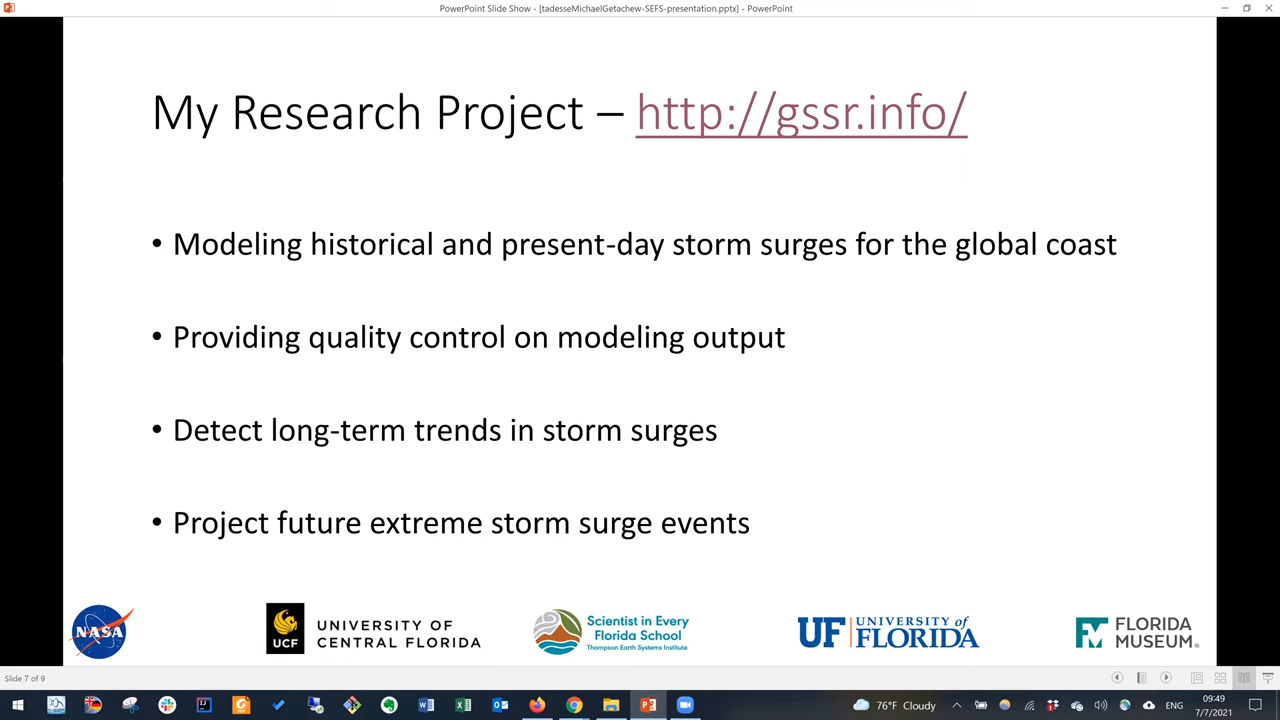 PowerPoint Slide Show - [tadesseMichaelGetachew-SEFS-presentation.pptx] - PowerPoint
My Research Project – http://gssr.info/
• Modeling historical and present-day storm surges for the global coast
• Providing quality control on modeling output
• Detect long-term trends in storm surges
• Project future extreme storm surge events
NASA
UCF
UNIVERSITY OF
CENTRAL FLORIDA
Scientist in Every
Florida School
Thompson Earth Systems Institute
UF
UNIVERSITY of
FLORIDA
FLORIDA
MUSEUM®
Slide 7 of 9
76°F Cloudy
ENG
09:49
7/7/2021